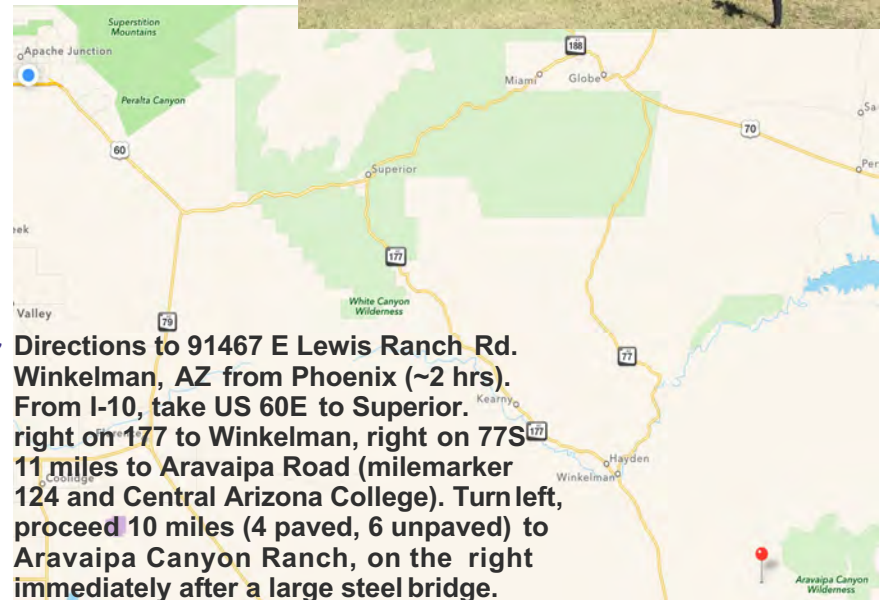 Superstition
Mountains
Apache Junction
Peralta Canyon
60
188
Miami
Globe
70
Sa
Per
Superior
eek
177
White Canyon
Wilderness
Valley
79
77
Directions to 91467 E Lewis Ranch Rd.
Winkelman, AZ from Phoenix (~2 hrs).
From I-10, take US 60E to Superior.
Kearny
right on 177 to Winkelman, right on 77S
177
11 miles to Aravaipa Road (milemarker
Hayden
Winkelman
Coolidge
124 and Central Arizona College). Turn left,
proceed 10 miles (4 paved, 6 unpaved) to
Aravaipa Canyon Ranch, on the right
immediately after a large steel bridge.
Aravaipa Canyon
Wilderness